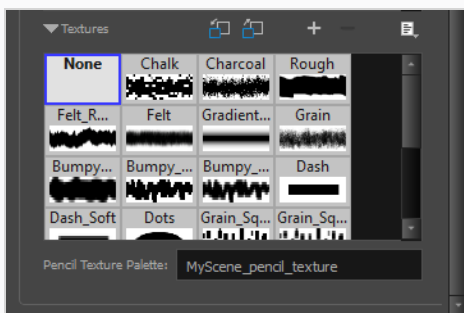 Textures
None Chalk Charcoal Rough
Felt_R... Felt Gradient... Grain
Bumpy... Bumpy_... Bumpy_... Dash
Dash_Soft Dots Grain_Sq... Grain_Sq...
Pencil Texture Palette: MyScene_pencil_texture